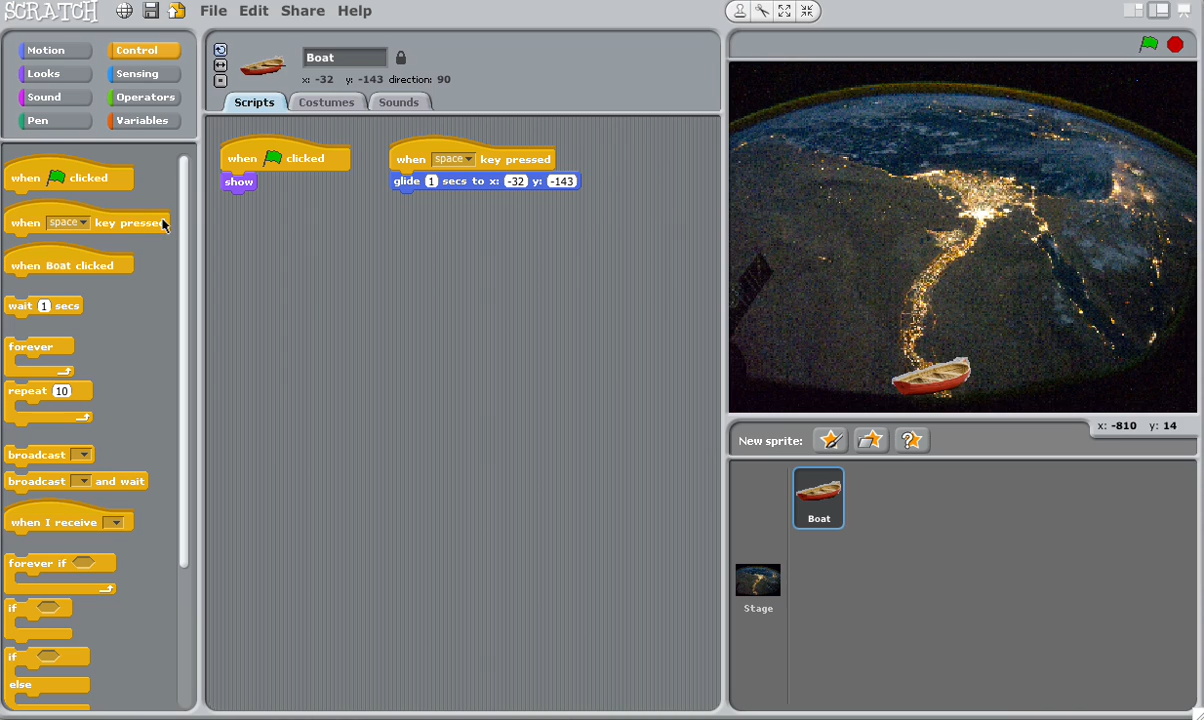 SCRATCH
File Edit Share Help
Motion Control
Looks Sensing
Sound Operators
Pen Variables
when clicked
when space key pressed
when Boat clicked
wait 1 secs
forever
repeat 10
broadcast
broadcast and wait
when I receive
forever if
if
if
else
Boat
x: -32 y: -143 direction: 90
Scripts Costumes Sounds
when clicked
show
when space key pressed
glide 1 secs to x: -32 y: -143
x: -810 y: 14
New sprite:
Boat
Stage